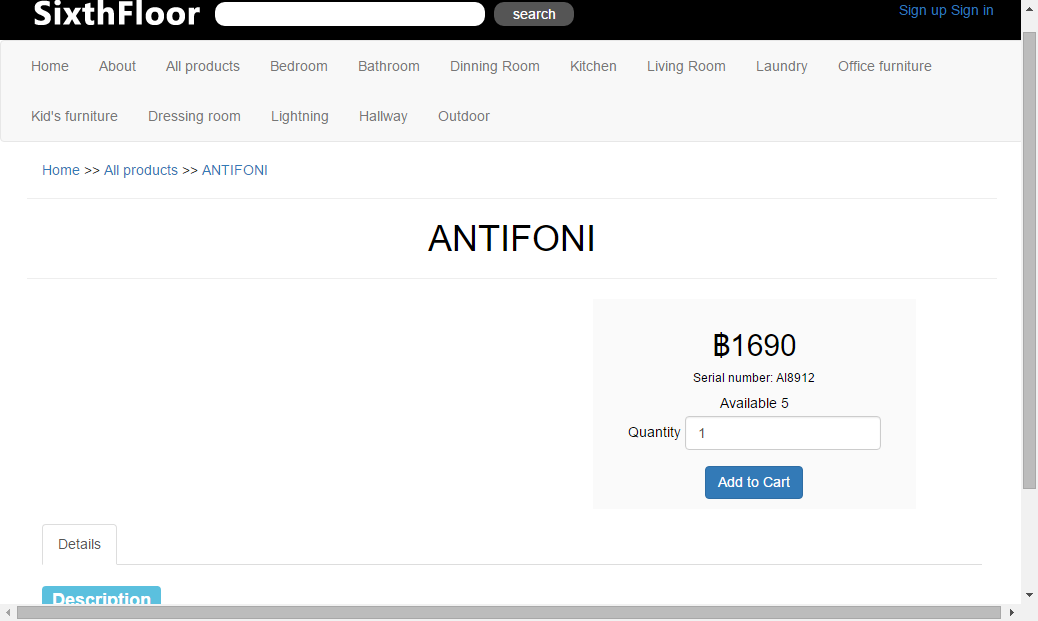 SixthFloor search Sign up Sign in
Home About All products Bedroom Bathroom Dinning Room Kitchen Living Room Laundry Office furniture
Kid's furniture Dressing room Lightning Hallway Outdoor
Home >> All products >> ANTIFONI
ANTIFONI
฿1690
Serial number: AI8912
Available 5
Quantity 1
Add to Cart
Details
Description